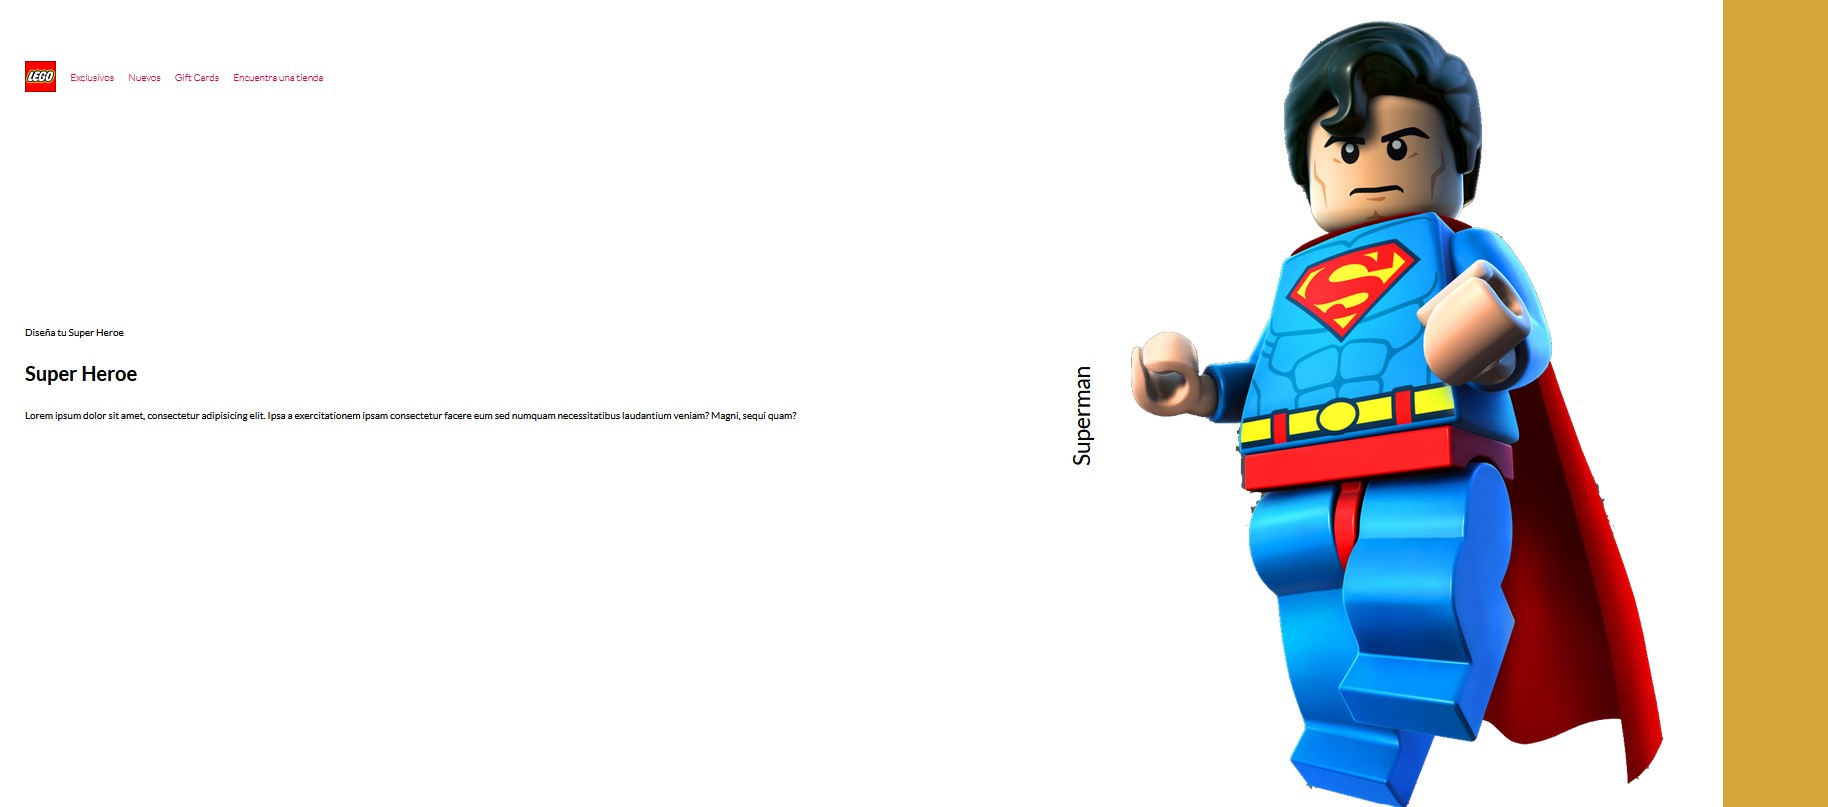 LEGO
Exclusivos Nuevos Gift Cards Encuentra una tienda
Diseña tu Super Heroe
Super Heroe
Lorem ipsum dolor sit amet, consectetur adipisicing elit. Ipsa a exercitationem ipsam consectetur facere eum sed numquam necessitatibus laudantium veniam? Magni, sequi quam?
Superman
S